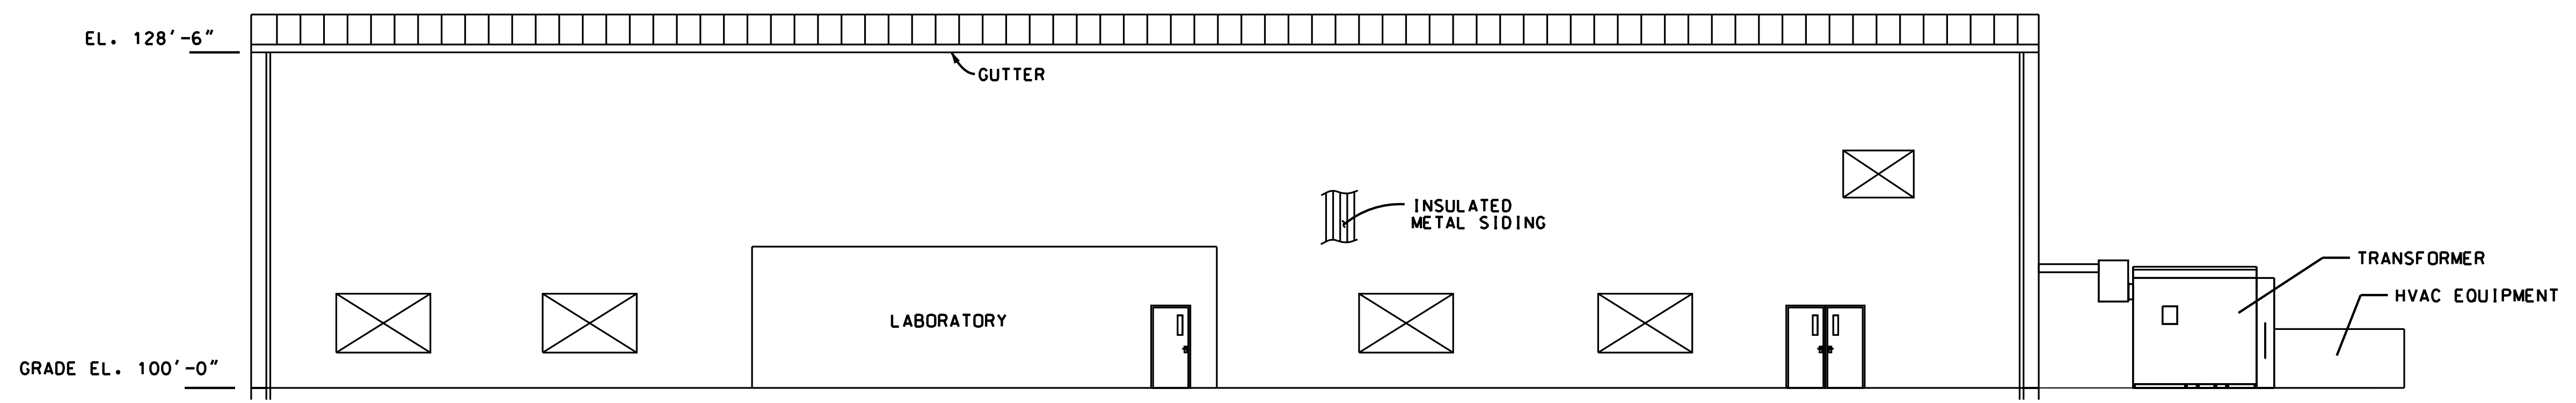 EL. 128'-6"
GUTTER
INSULATED
METAL SIDING
TRANSFORMER
HVAC EQUIPMENT
LABORATORY
GRADE EL. 100'-0"